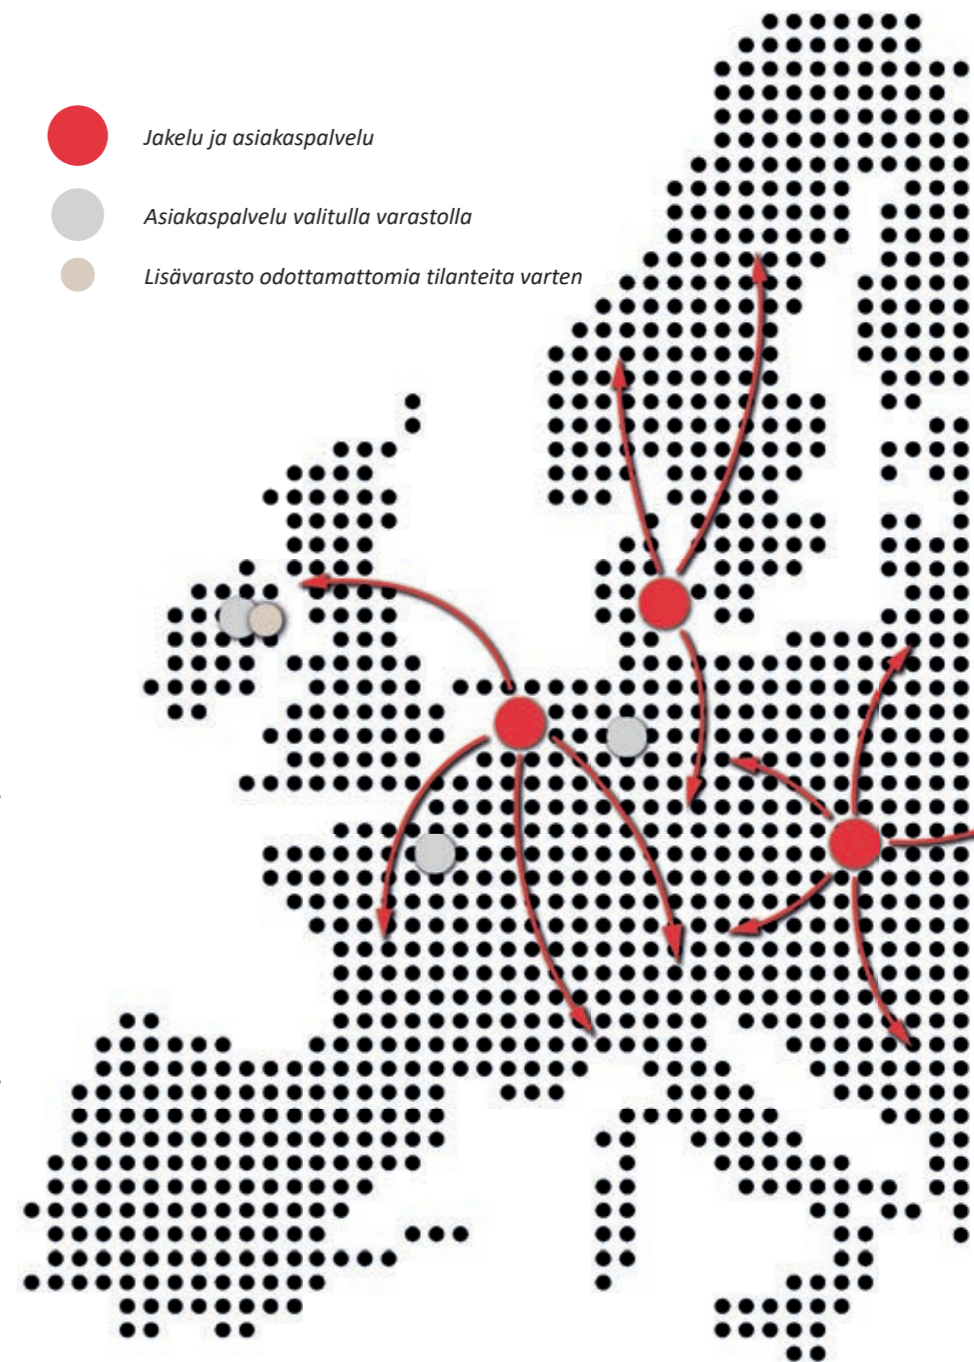 Jakelu ja asiakaspalvelu
Asiakaspalvelu valitulla varastolla
Lisävarasto odottamattomia tilanteita varten